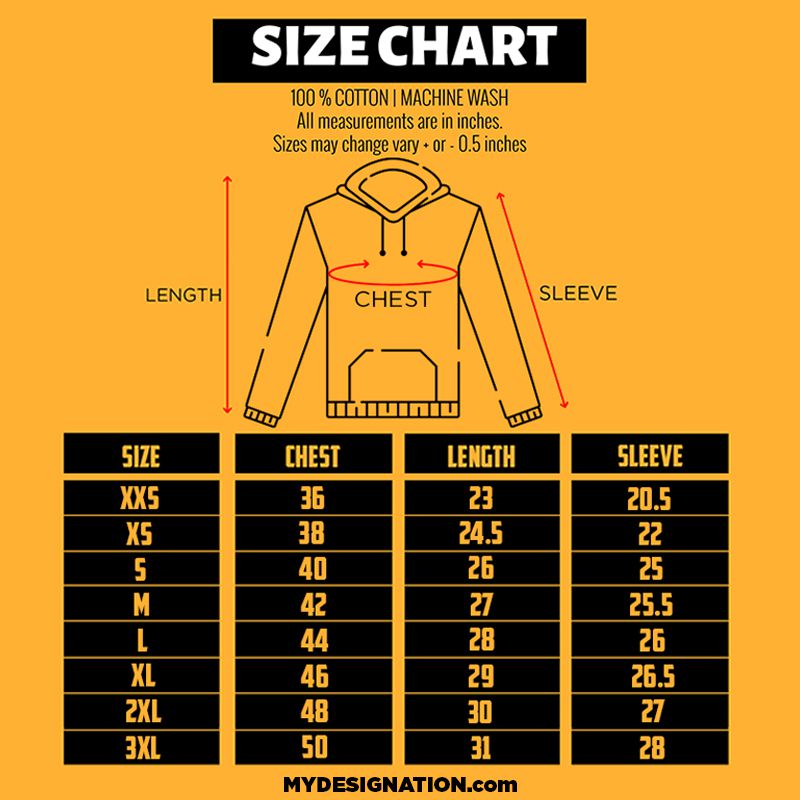 SIZE CHART
100 % COTTON | MACHINE WASH
All measurements are in inches.
Sizes may change vary + or - 0.5 inches
LENGTH
CHEST
SLEEVE
SIZE CHEST LENGTH SLEEVE
XXS 36 23 20.5
XS 38 24.5 22
S 40 26 25
M 42 27 25.5
L 44 28 26
XL 46 29 26.5
2XL 48 30 27
3XL 50 31 28
MYDESIGNATION.com